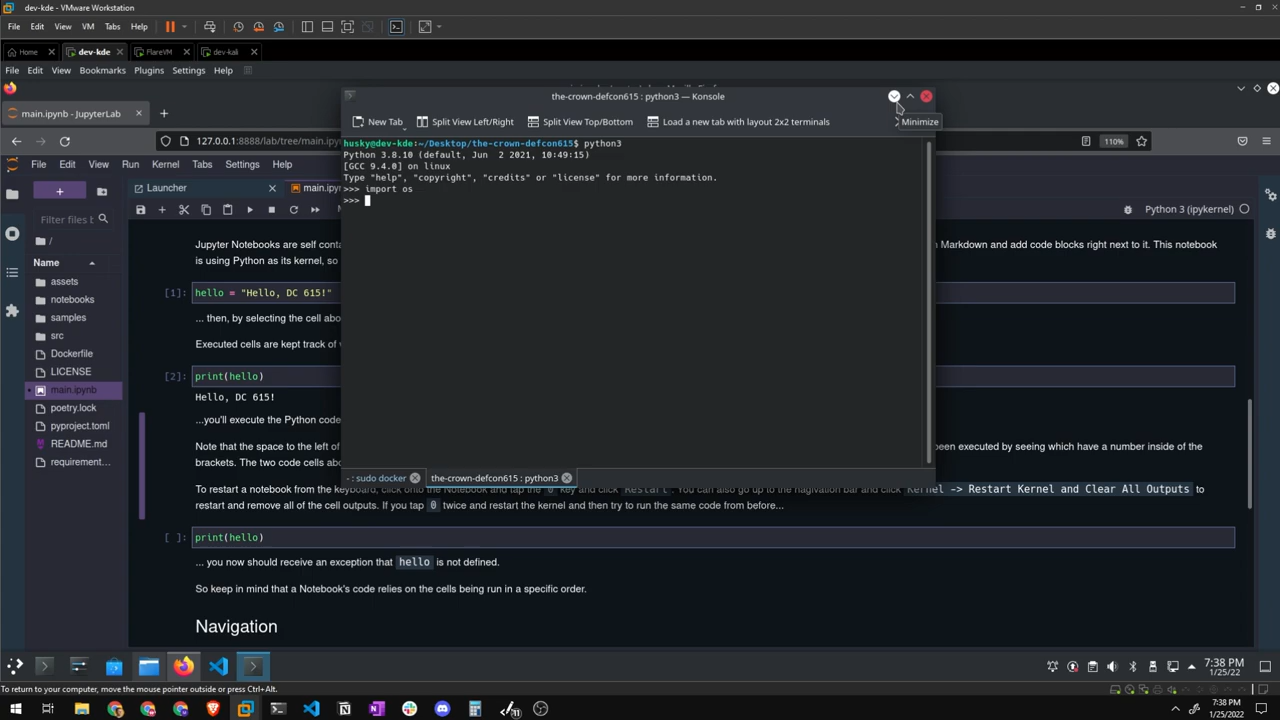 dev-kde - VMware Workstation
File Edit View VM Tabs Help
Home dev-kde FlareVM dev-kali
File Edit View Bookmarks Plugins Settings Help
the-crown-defcon615 : python3 — Konsole
main.ipynb - JupyterLab
New Tab Split View Left/Right Split View Top/Bottom Load a new tab with layout 2x2 terminals
Minimize
127.0.0.1:8888/lab/tree/main.ip
110%
husky@dev-kde:~/Desktop/the-crown-defcon615$ python3
Python 3.8.10 (default, Jun 2 2021, 10:49:15)
[GCC 9.4.0] on linux
Type "help", "copyright", "credits" or "license" for more information.
>>> import os
>>>
- : sudo docker the-crown-defcon615 : python3
File Edit View Run Kernel Tabs Settings Help
Launcher main.ipyn
Python 3 (ipykernel)
Filter files b
/
Name
assets
notebooks
samples
src
Dockerfile
LICENSE
main.ipynb
poetry.lock
pyproject.toml
README.md
requirement...
Jupyter Notebooks are self conta
n Markdown and add code blocks right next to it. This notebook
is using Python as its kernel, so
[1]: hello = "Hello, DC 615!"
... then, by selecting the cell abo
Executed cells are kept track of
[2]: print(hello)
Hello, DC 615!
...you'll execute the Python code
Note that the space to the left of
been executed by seeing which have a number inside of the
brackets. The two code cells abo
To restart a notebook from the keyboard, click onto the Notebook and tap the 0 key and click Restart. You can also go up to the nagivation bar and click Kernel -> Restart Kernel and Clear All Outputs to
restart and remove all of the cell outputs. If you tap 0 twice and restart the kernel and then try to run the same code from before...
[ ]: print(hello)
... you now should receive an exception that hello is not defined.
So keep in mind that a Notebook's code relies on the cells being run in a specific order.
Navigation
7:38 PM
1/25/22
To return to your computer, move the mouse pointer outside or press Ctrl+Alt.
7:38 PM
1/25/2022